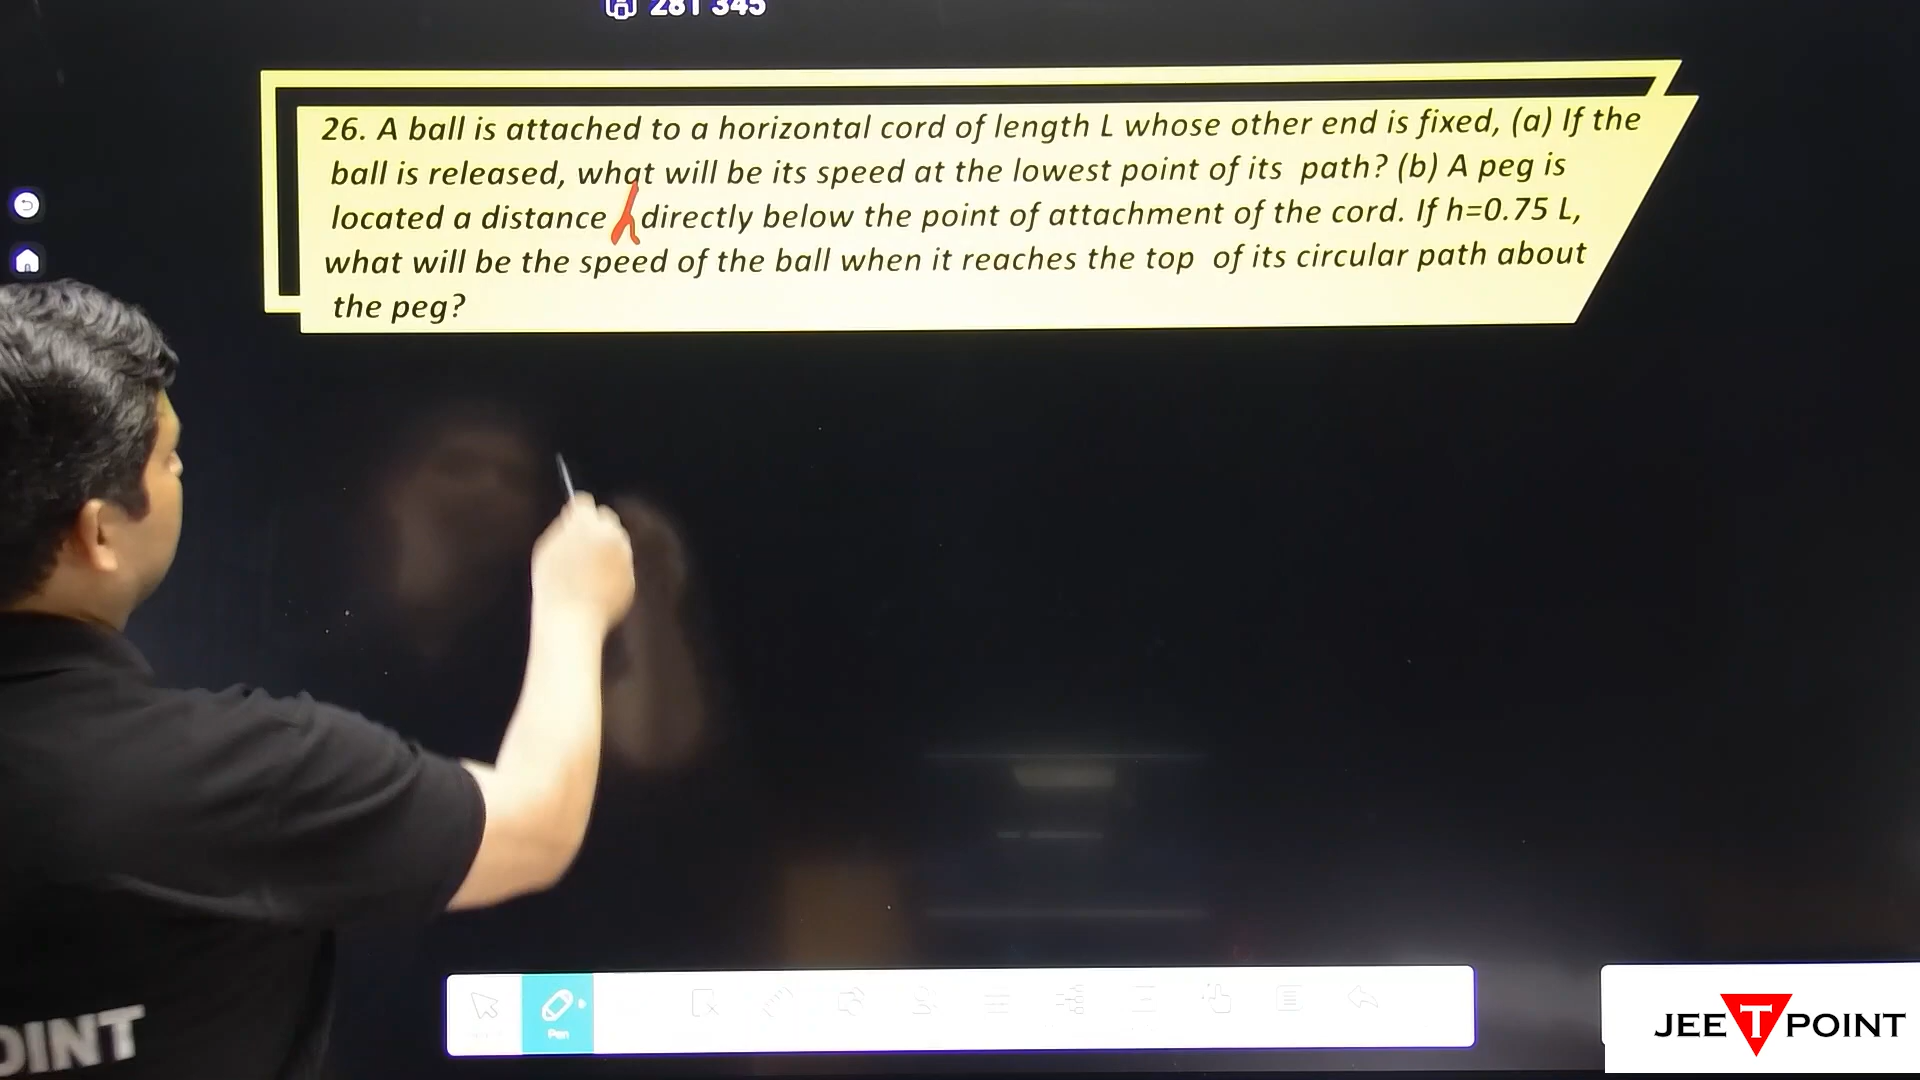 281 345
26. A ball is attached to a horizontal cord of length L whose other end is fixed, (a) If the
ball is released, what will be its speed at the lowest point of its path? (b) A peg is
located a distance h directly below the point of attachment of the cord. If h=0.75 L,
what will be the speed of the ball when it reaches the top of its circular path about
the peg?
Pen
OINT
JEE T POINT